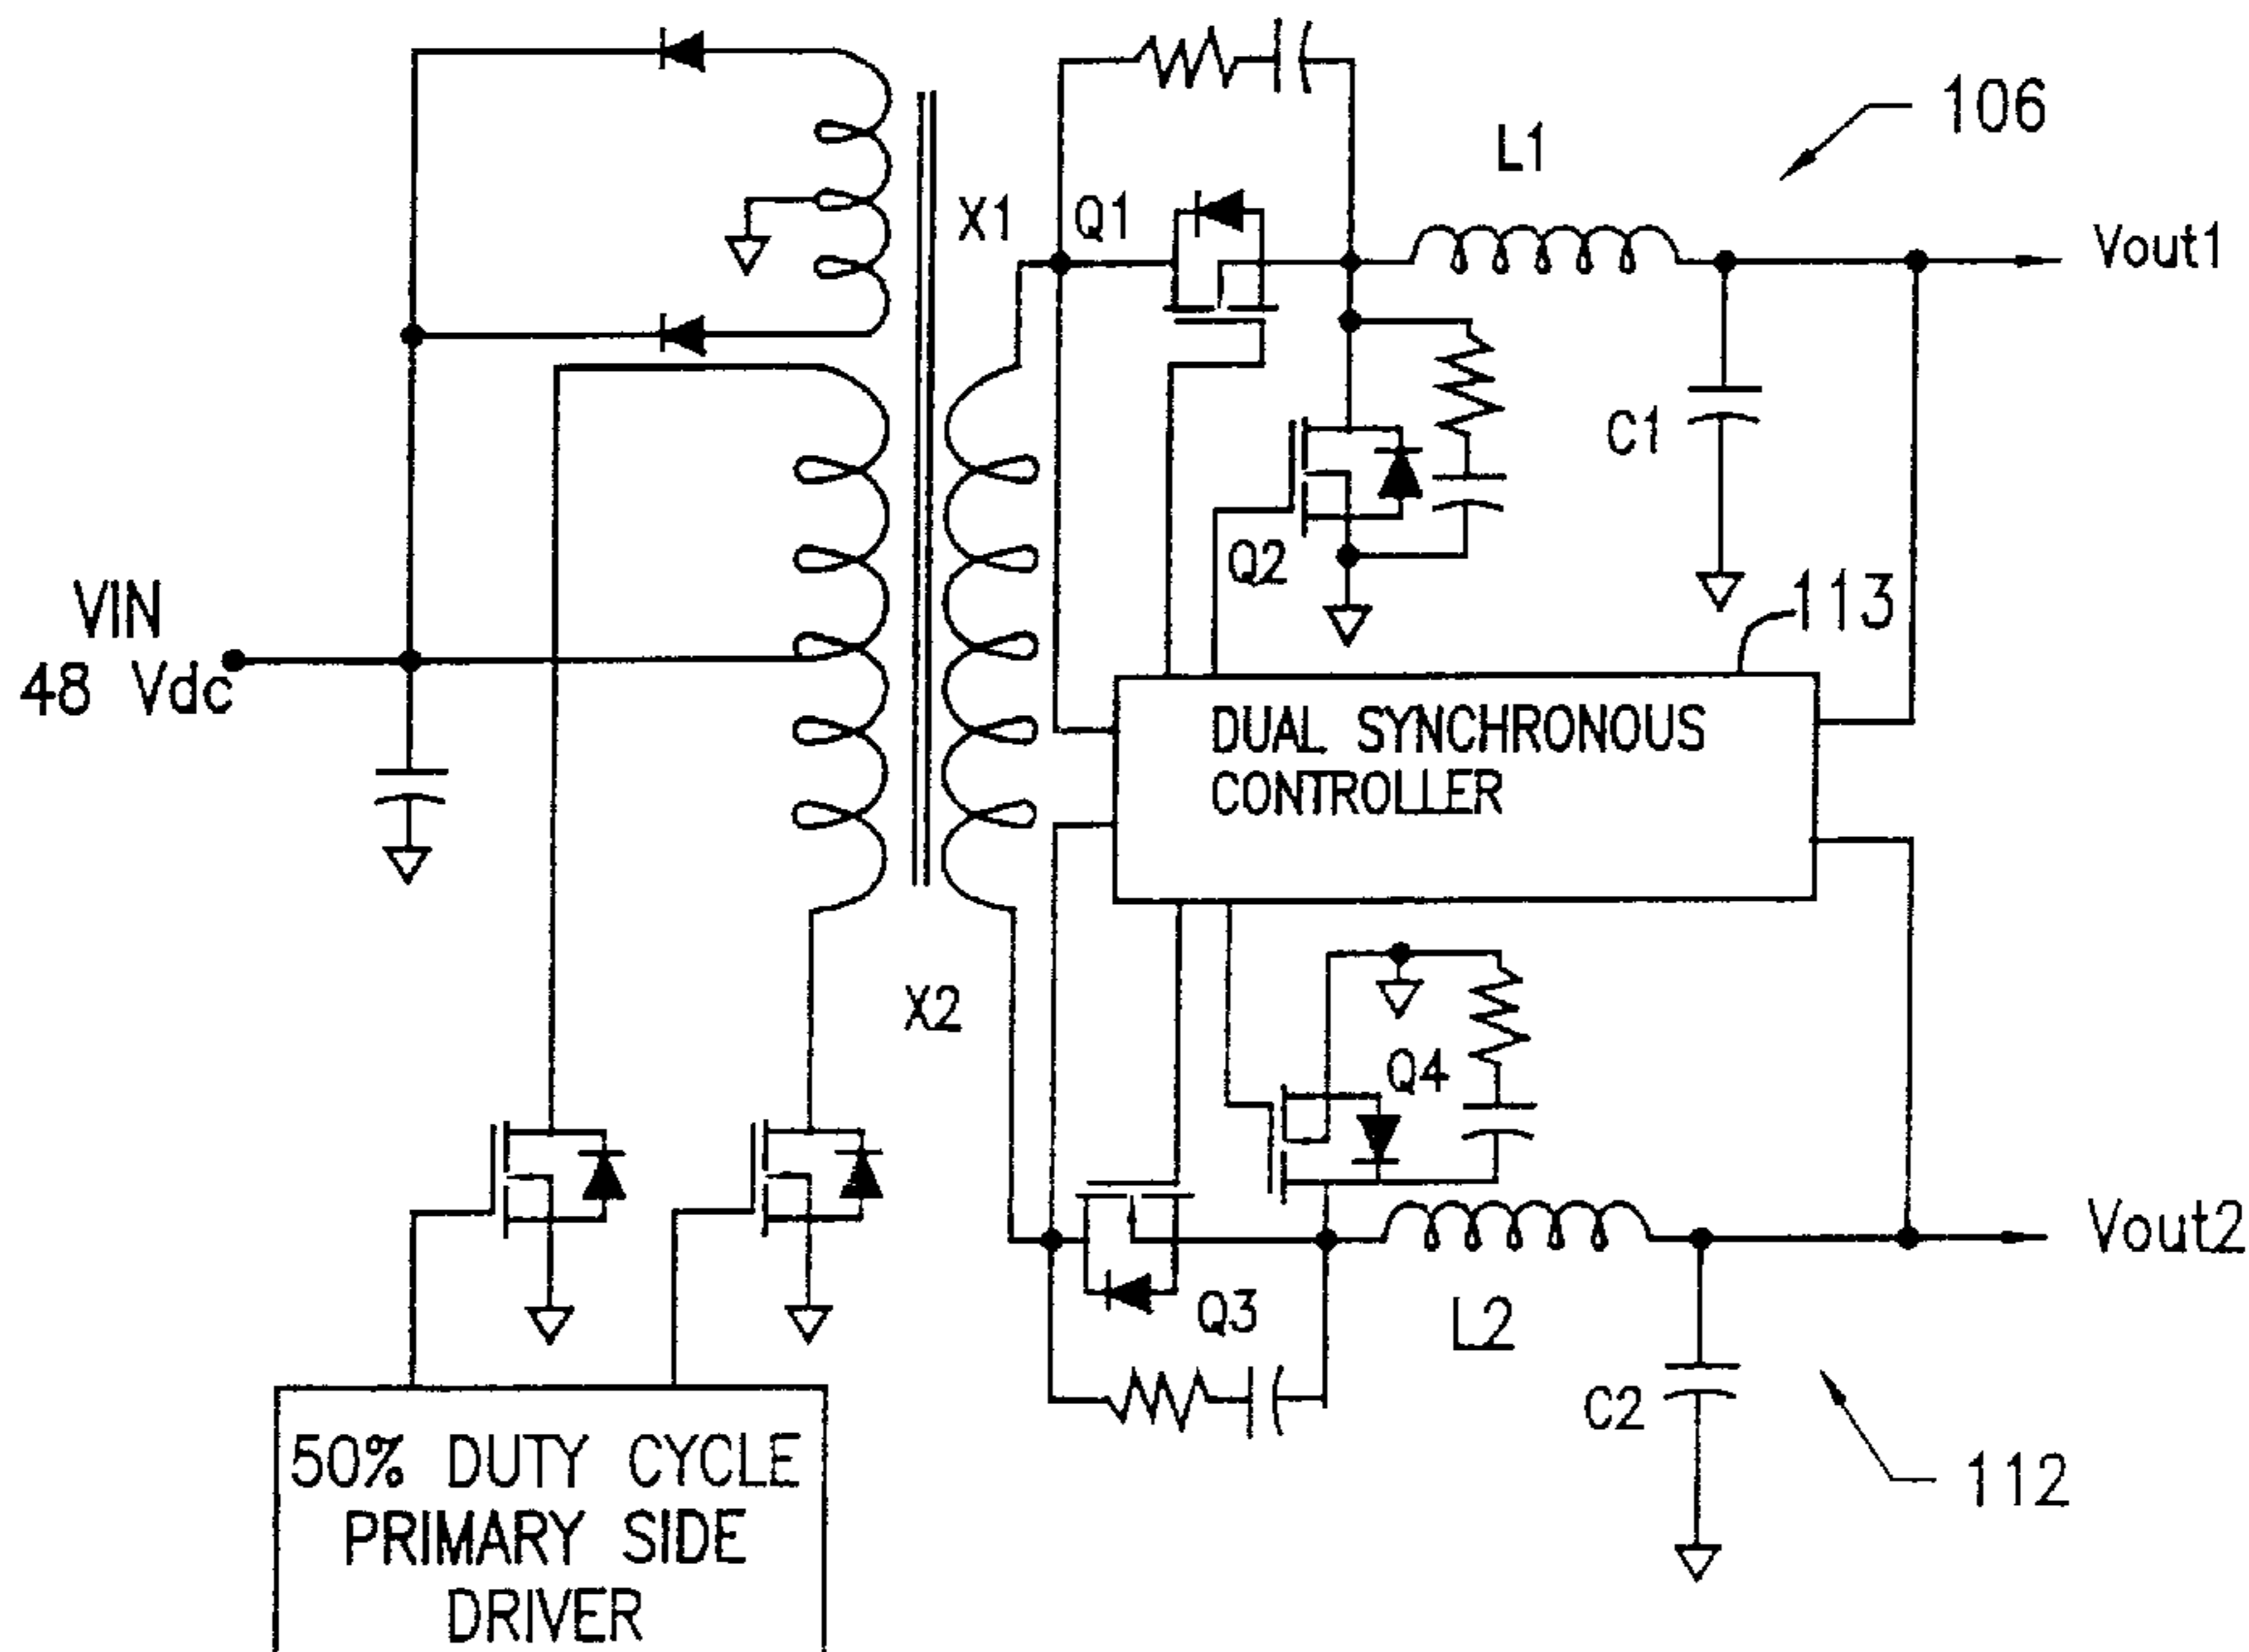 106
L1
X1
Q1
Vout1
C1
Q2
VIN
48 Vdc
113
DUAL SYNCHRONOUS
CONTROLLER
X2
Q4
Vout2
Q3
L2
C2
112
50% DUTY CYCLE
PRIMARY SIDE
DRIVER